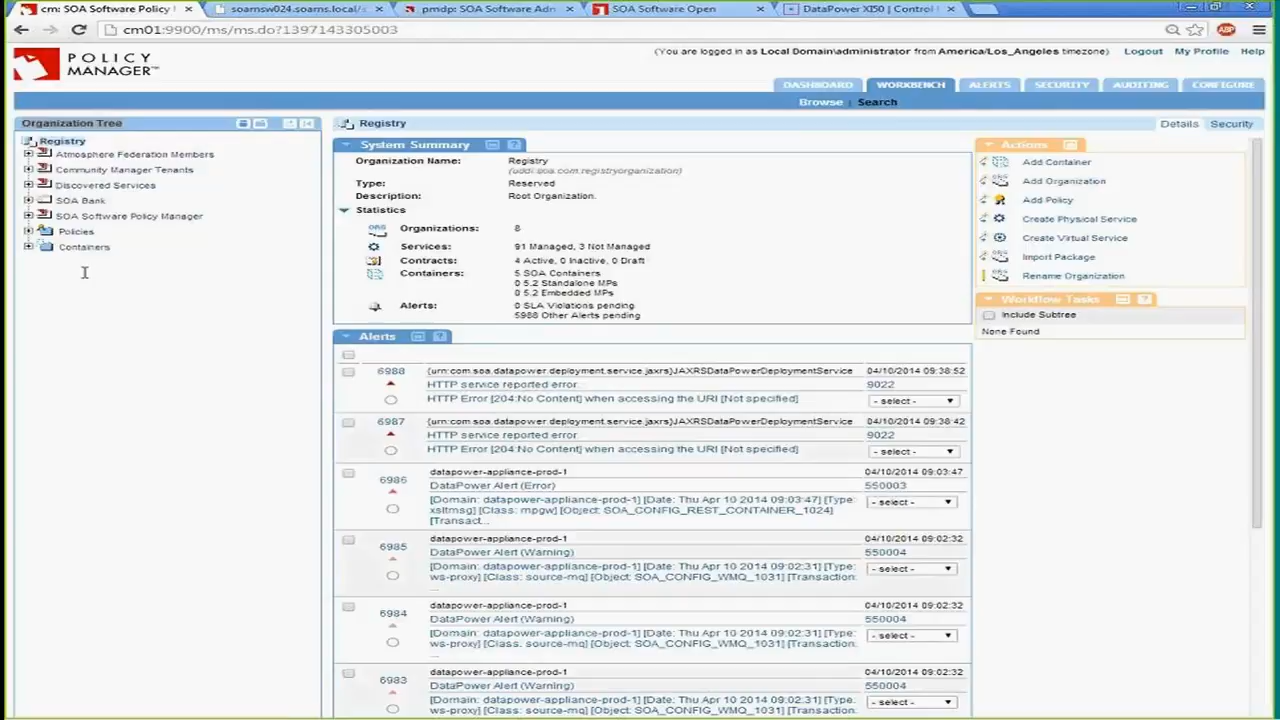 cm: SOA Software Policy
soamsw024.soams.local/s
pmdp: SOA Software Adm
SOA Software Open
DataPower XI50 | Control
cm01:9900/ms/ms.do?1397143305003
ABP
POLICY
MANAGER™
(You are logged in as Local Domain\administrator from America/Los_Angeles timezone)
Logout My Profile Help
DASHBOARD WORKBENCH ALERTS SECURITY AUDITING CONFIGURE
Browse Search
Organization Tree
Registry
Atmosphere Federation Members
Community Manager Tenants
Discovered Services
SOA Bank
SOA Software Policy Manager
Policies
Containers
Registry
Details Security
System Summary
Organization Name: Registry
(uddi:soa.com:registryorganization)
Type: Reserved
Description: Root Organization.
Statistics
Organizations: 8
Services: 91 Managed, 3 Not Managed
Contracts: 4 Active, 0 Inactive, 0 Draft
Containers: 5 SOA Containers
0 5.2 Standalone MPs
0 5.2 Embedded MPs
Alerts: 0 SLA Violations pending
5988 Other Alerts pending
Actions
Add Container
Add Organization
Add Policy
Create Physical Service
Create Virtual Service
Import Package
Rename Organization
Workflow Tasks
Include Subtree
None Found
Alerts
6988 {urn:com.soa.datapower.deployment.service.jaxrs}JAXRSDataPowerDeploymentService 04/10/2014 09:38:52
HTTP service reported error. 9022
HTTP Error [204:No Content] when accessing the URI [Not specified] - select -
6987 {urn:com.soa.datapower.deployment.service.jaxrs}JAXRSDataPowerDeploymentService 04/10/2014 09:38:42
HTTP service reported error. 9022
HTTP Error [204:No Content] when accessing the URI [Not specified] - select -
6986 datapower-appliance-prod-1 04/10/2014 09:03:47
DataPower Alert (Error) 550003
[Domain: datapower-appliance-prod-1] [Date: Thu Apr 10 2014 09:03:47] [Type: - select -
xsltmsg] [Class: mpgw] [Object: SOA_CONFIG_REST_CONTAINER_1024]
[Transact...
6985 datapower-appliance-prod-1 04/10/2014 09:02:32
DataPower Alert (Warning) 550004
[Domain: datapower-appliance-prod-1] [Date: Thu Apr 10 2014 09:02:31] [Type: - select -
ws-proxy] [Class: source-mq] [Object: SOA_CONFIG_WMQ_1031] [Transaction:
...
6984 datapower-appliance-prod-1 04/10/2014 09:02:32
DataPower Alert (Warning) 550004
[Domain: datapower-appliance-prod-1] [Date: Thu Apr 10 2014 09:02:31] [Type: - select -
ws-proxy] [Class: source-mq] [Object: SOA_CONFIG_WMQ_1031] [Transaction:
...
6983 datapower-appliance-prod-1 04/10/2014 09:02:32
DataPower Alert (Warning) 550004
[Domain: datapower-appliance-prod-1] [Date: Thu Apr 10 2014 09:02:31] [Type: - select -
ws-proxy] [Class: source-mq] [Object: SOA_CONFIG_WMQ_1031] [Transaction: